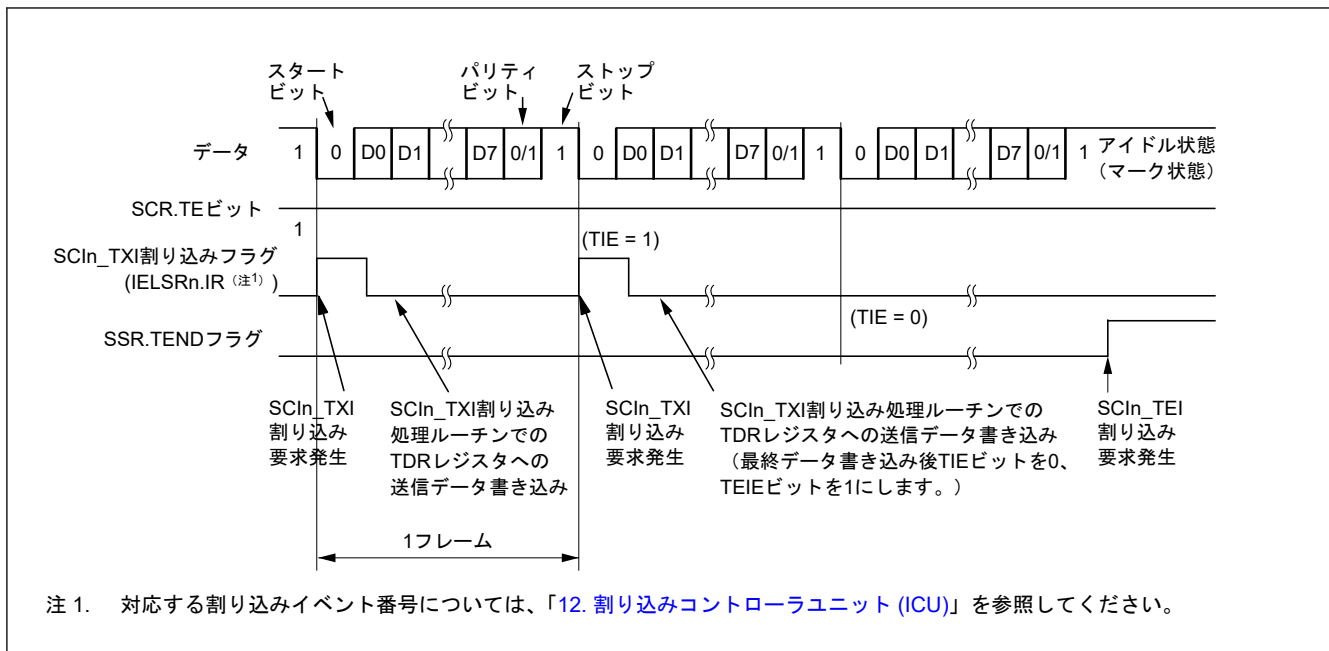 スタート
ビット
パリティ
ビット
ストップ
ビット
データ
1 0 D0 D1 D7 0/1 1 0 D0 D1 D7 0/1 1 0 D0 D1 D7 0/1 1
アイドル状態
（マーク状態）
SCR.TEビット
1
SCIn_TXI割り込みフラグ
(IELSRn.IR（注1）)
(TIE = 1)
(TIE = 0)
SSR.TENDフラグ
SCIn_TXI
割り込み
要求発生
SCIn_TXI割り込み
処理ルーチンでの
TDRレジスタへの
送信データ書き込み
SCIn_TXI
割り込み
要求発生
SCIn_TXI割り込み処理ルーチンでの
TDRレジスタへの送信データ書き込み
（最終データ書き込み後TIEビットを0、
TEIEビットを1にします。）
SCIn_TEI
割り込み
要求発生
1フレーム
注 1. 対応する割り込みイベント番号については、「12. 割り込みコントローラユニット (ICU)」を参照してください。